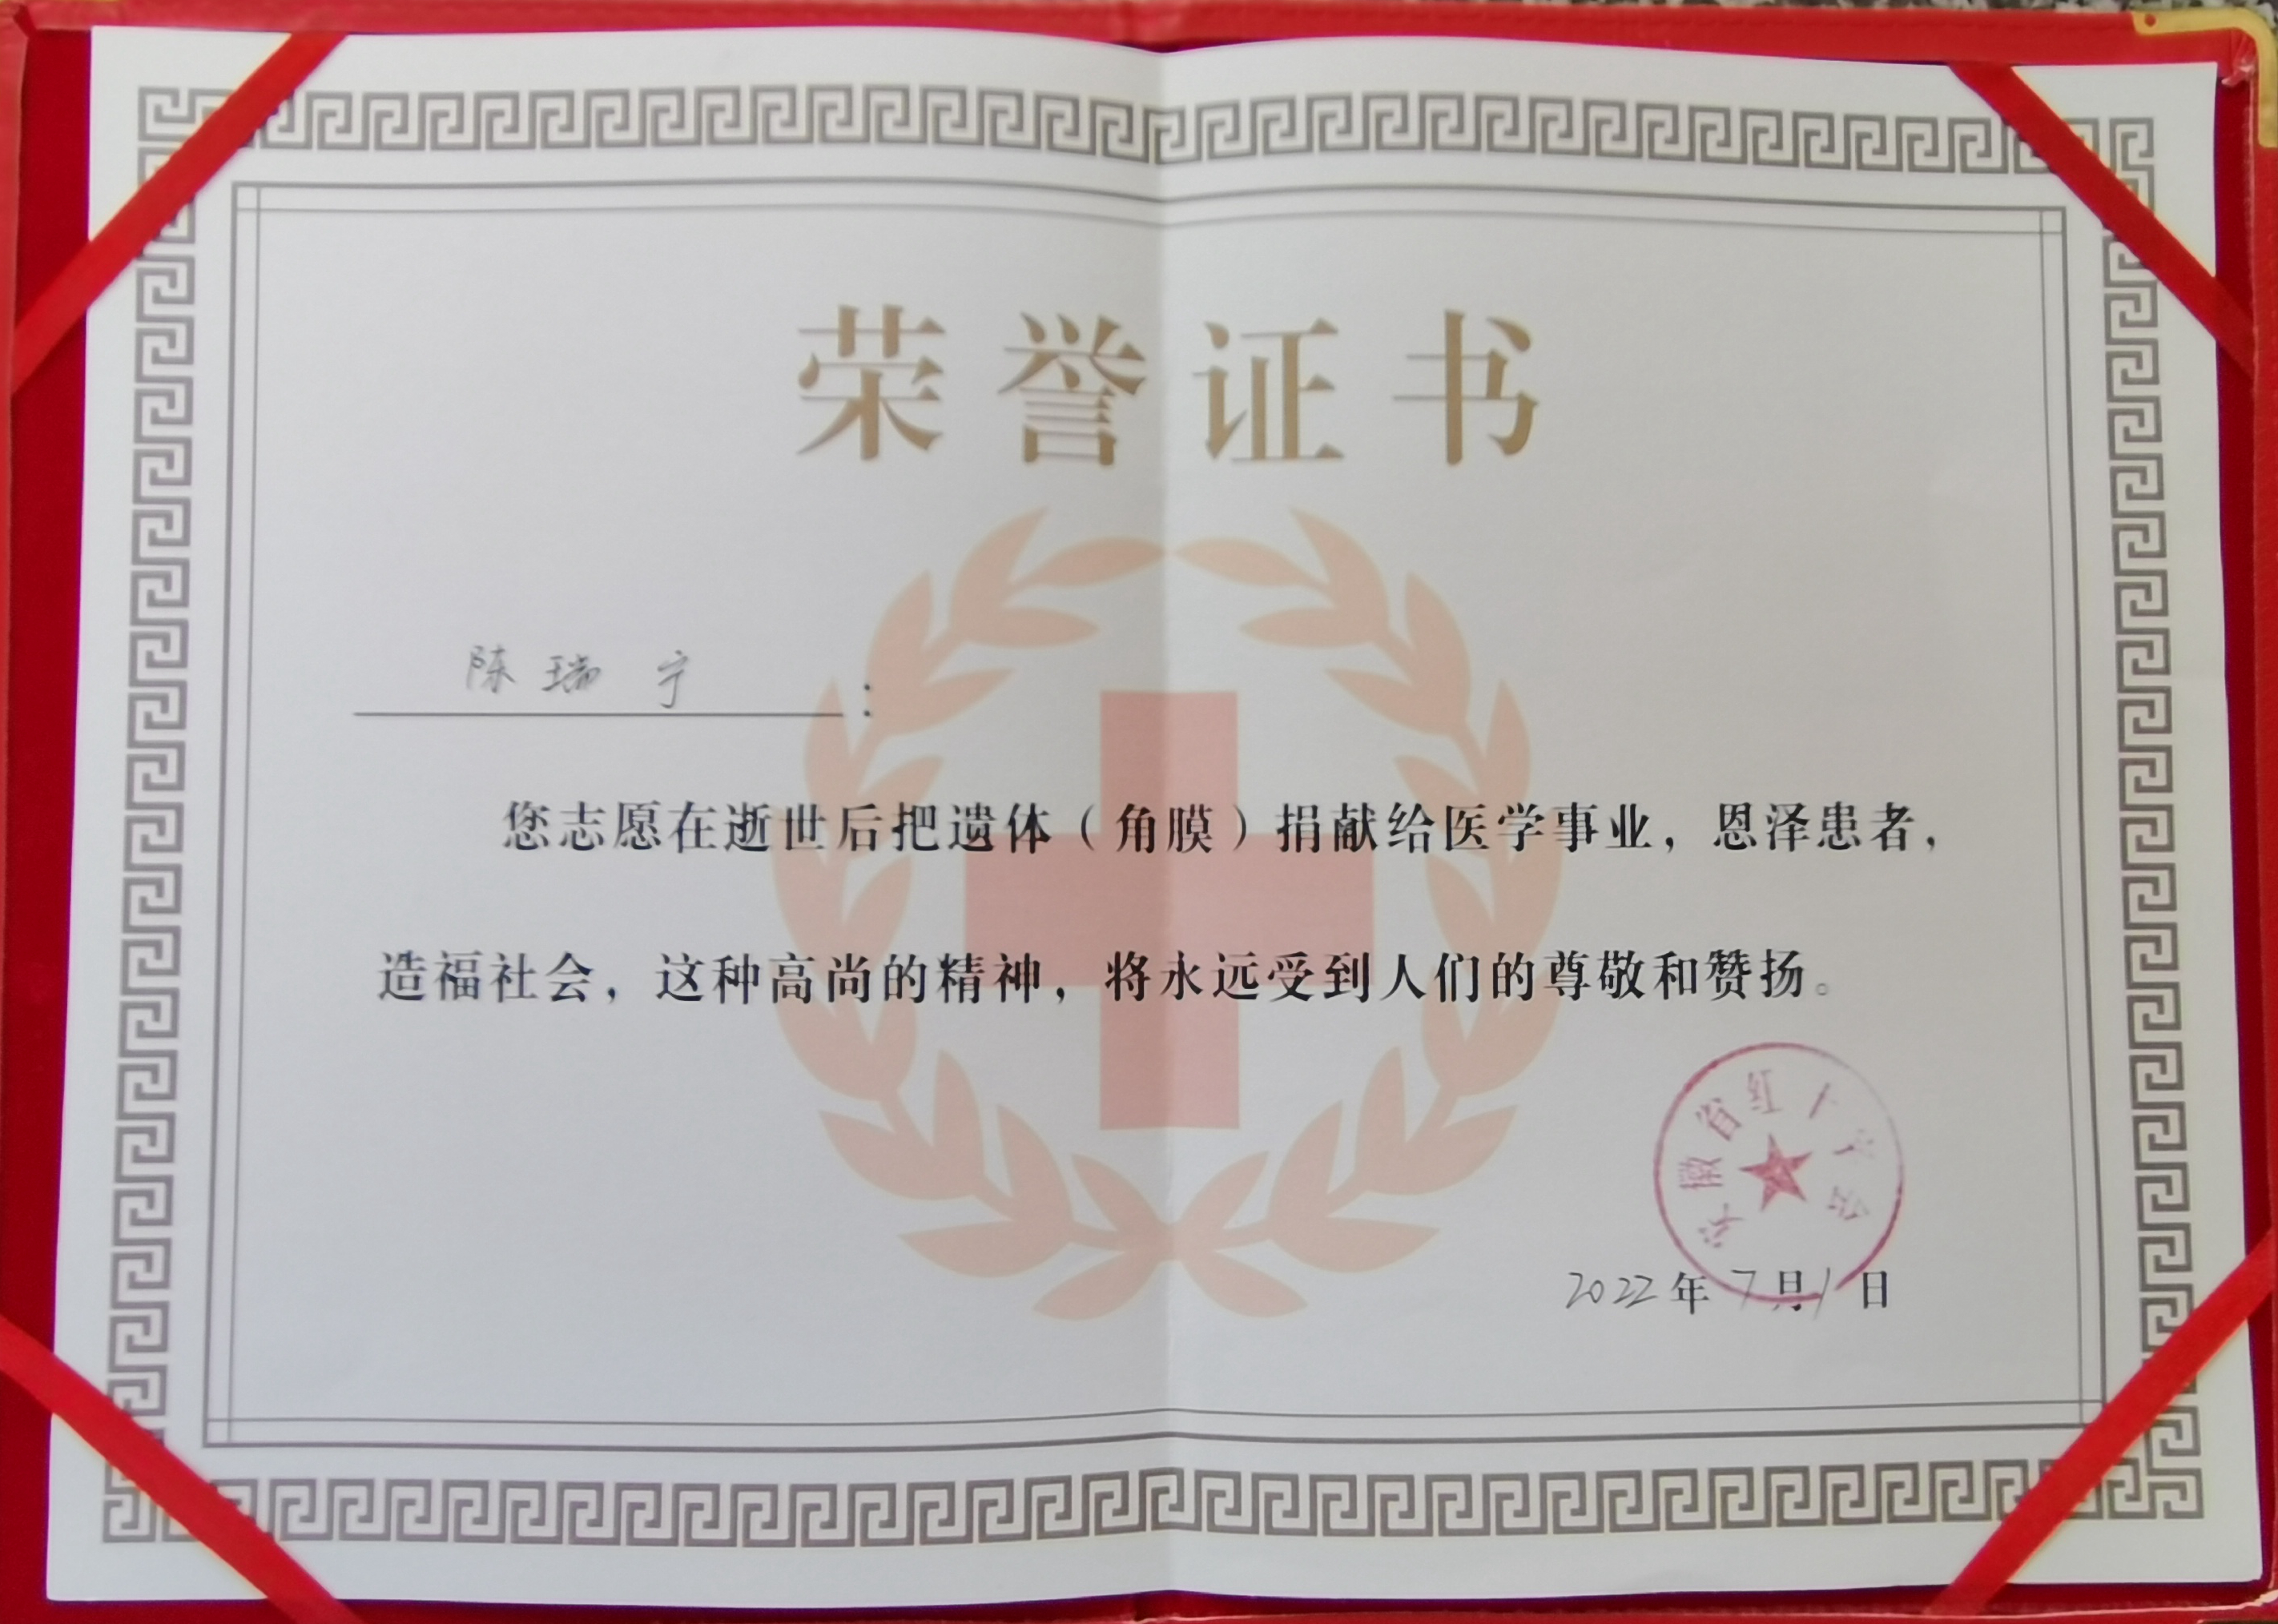 荣誉证书
陈瑞宁：
您志愿在逝世后把遗体（角膜）捐献给医学事业，恩泽患者，
造福社会，这种高尚的精神，将永远受到人们的尊敬和赞扬。
安徽省红十字会
2022年7月1日